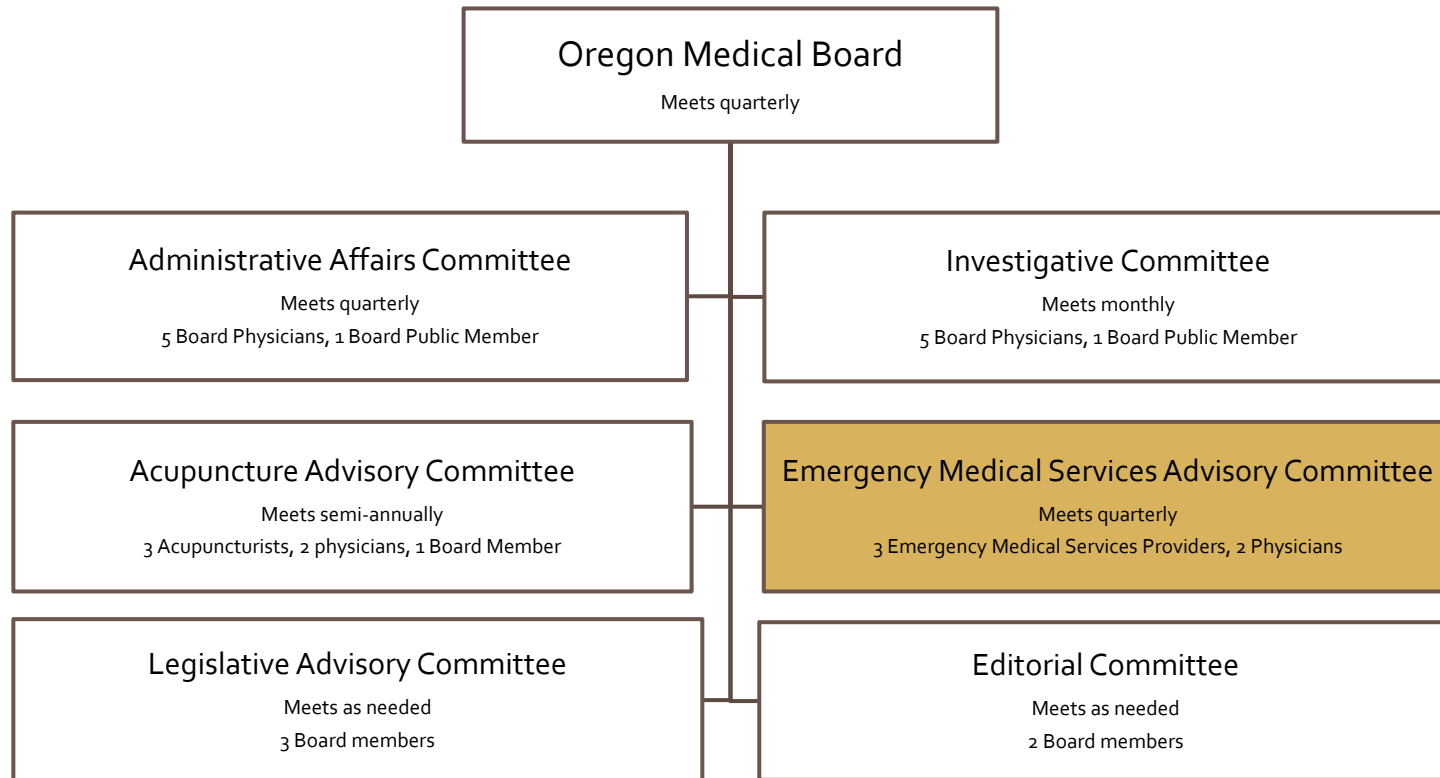 Oregon Medical Board
Meets quarterly
Administrative Affairs Committee
Meets quarterly
5 Board Physicians, 1 Board Public Member
Investigative Committee
Meets monthly
5 Board Physicians, 1 Board Public Member
Acupuncture Advisory Committee
Meets semi-annually
3 Acupuncturists, 2 physicians, 1 Board Member
Emergency Medical Services Advisory Committee
Meets quarterly
3 Emergency Medical Services Providers, 2 Physicians
Legislative Advisory Committee
Meets as needed
3 Board members
Editorial Committee
Meets as needed
2 Board members